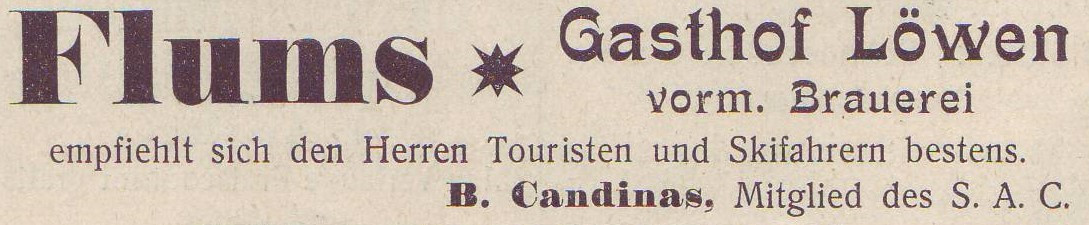 Flums * Gasthof Löwen
vorm. Brauerei
empfiehlt sich den Herren Touristen und Skifahrern bestens.
B. Candinas, Mitglied des S. A. C.